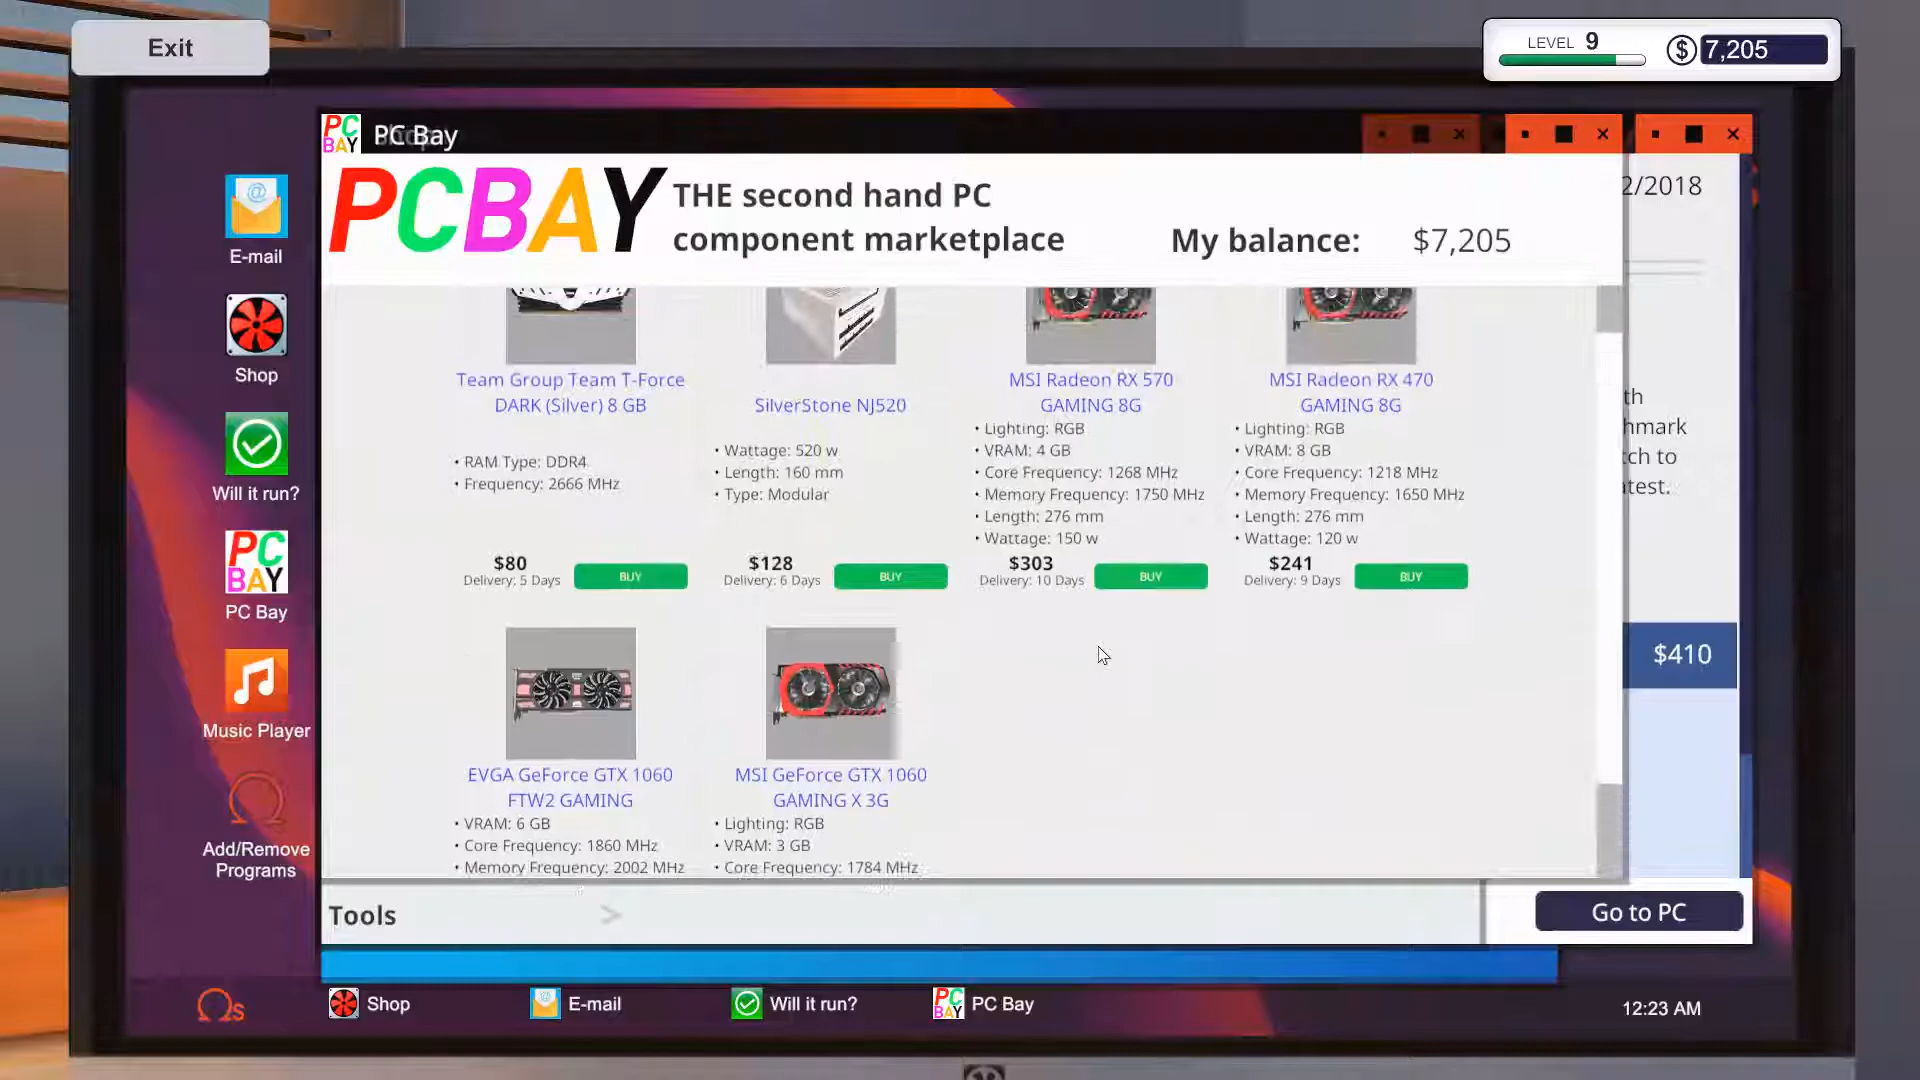 Exit
LEVEL 9
$ 7,205
PC Bay
PC
BAY
PCBAY
THE second hand PC
component marketplace
My balance: $7,205
2/2018
E-mail
Shop
Will it run?
PC
BAY
PC Bay
Music Player
Add/Remove
Programs
Team Group Team T-Force
DARK (Silver) 8 GB
• RAM Type: DDR4
• Frequency: 2666 MHz
$80
Delivery: 5 Days
BUY
SilverStone NJ520
• Wattage: 520 w
• Length: 160 mm
• Type: Modular
$128
Delivery: 6 Days
BUY
MSI Radeon RX 570
GAMING 8G
• Lighting: RGB
• VRAM: 4 GB
• Core Frequency: 1268 MHz
• Memory Frequency: 1750 MHz
• Length: 276 mm
• Wattage: 150 w
$303
Delivery: 10 Days
BUY
MSI Radeon RX 470
GAMING 8G
• Lighting: RGB
• VRAM: 8 GB
• Core Frequency: 1218 MHz
• Memory Frequency: 1650 MHz
• Length: 276 mm
• Wattage: 120 w
$241
Delivery: 9 Days
BUY
th
hmark
tch to
atest.
$410
EVGA GeForce GTX 1060
FTW2 GAMING
• VRAM: 6 GB
• Core Frequency: 1860 MHz
• Memory Frequency: 2002 MHz
MSI GeForce GTX 1060
GAMING X 3G
• Lighting: RGB
• VRAM: 3 GB
• Core Frequency: 1784 MHz
Tools >
Go to PC
Ωs
Shop
E-mail
Will it run?
PC
BAY
PC Bay
12:23 AM